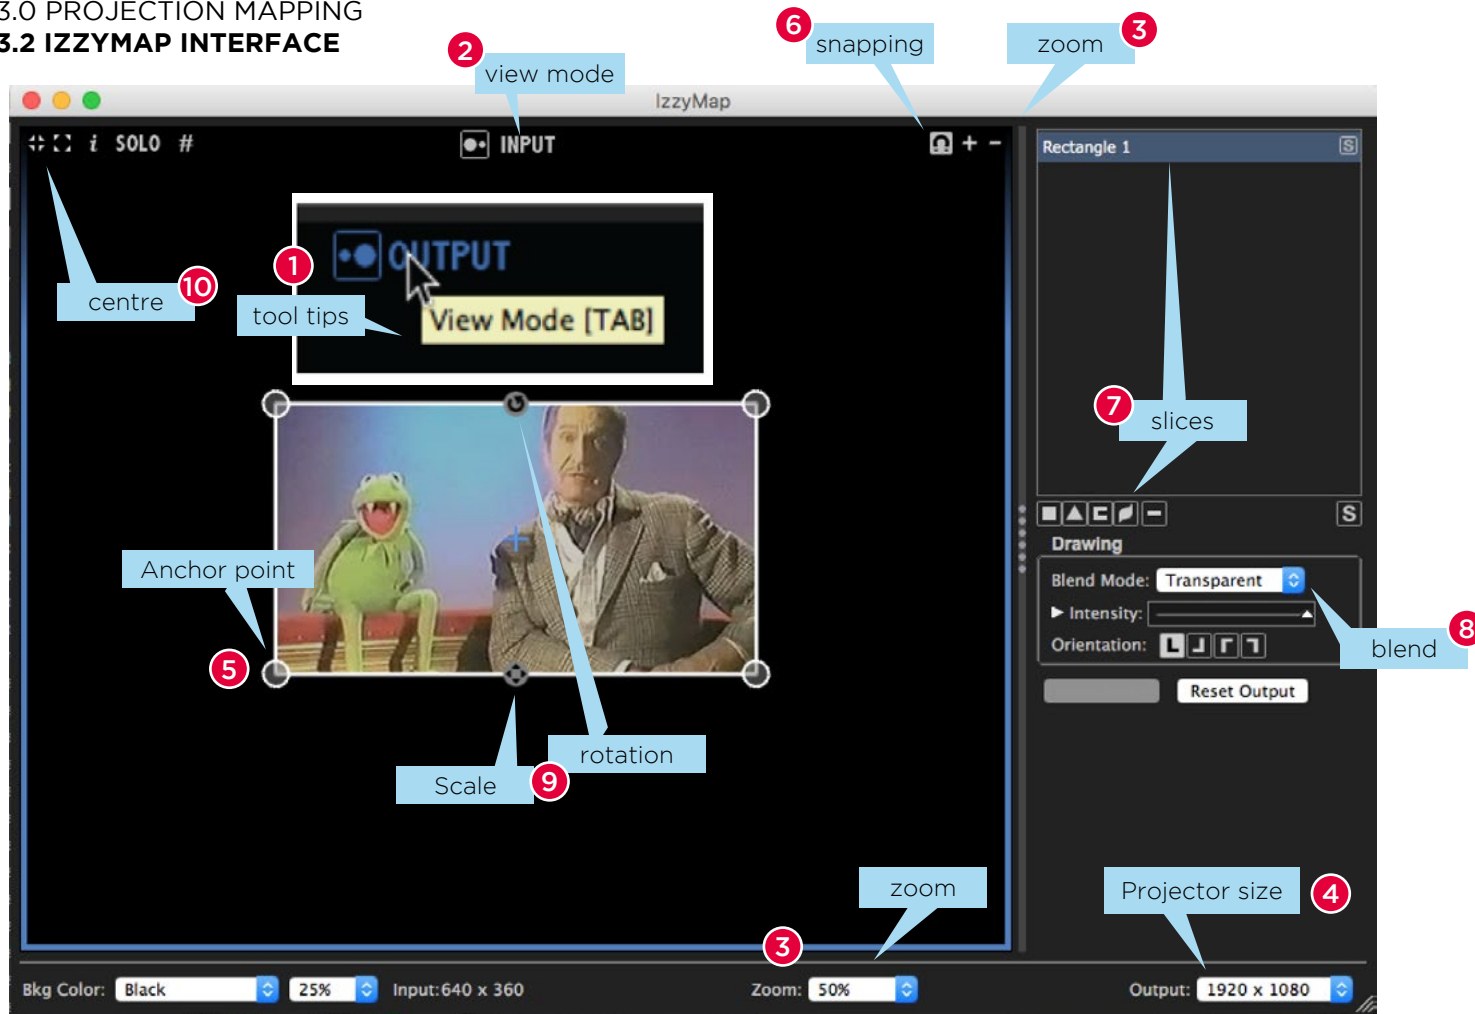 3.0 PROJECTION MAPPING
3.2 IZZYMAP INTERFACE
6
snapping
zoom
3
2
view mode
IzzyMap
i SOLO #
INPUT
+ -
Rectangle 1
S
OUTPUT
1
tool tips
View Mode [TAB]
centre
10
7
slices
S
Drawing
Blend Mode: Transparent
Intensity:
Orientation:
8
blend
Reset Output
Anchor point
5
rotation
Scale
9
zoom
3
Projector size
4
Bkg Color: Black
25%
Input:640 x 360
Zoom: 50%
Output: 1920 x 1080